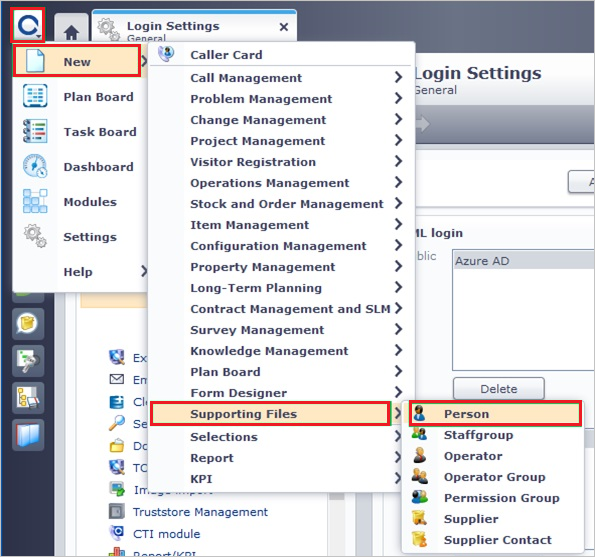 Login Settings
General
New
Plan Board
Task Board
Dashboard
Modules
Settings
Help
Caller Card
Call Management
Problem Management
Change Management
Project Management
Visitor Registration
Operations Management
Stock and Order Management
Item Management
Configuration Management
Property Management
Long-Term Planning
Contract Management and SLM
Survey Management
Knowledge Management
Plan Board
Form Designer
Supporting Files
Selections
Report
KPI
Person
Staffgroup
Operator
Operator Group
Permission Group
Supplier
Supplier Contact
Login Settings
General
A
ML login
blic
Azure AD
Delete
Ex
Em
Cle
Se
Do
TO
Image Import
Truststore Management
CTI module
Report/KPI